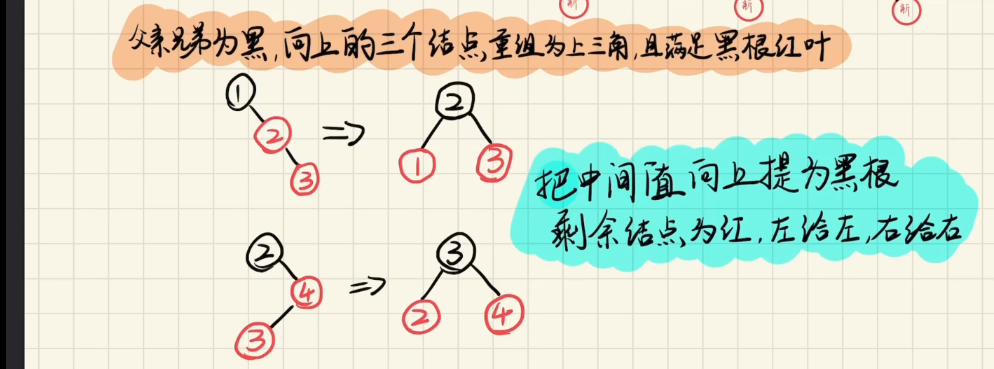 新 新 新
父亲兄弟为黑,向上的三个结点重组为上三角,且满足黑根红叶
1 2
2 ⇒
1 3
3
把中间值向上提为黑根
剩余结点为红,左给左,右给右
2 3
4 ⇒
2 4
3